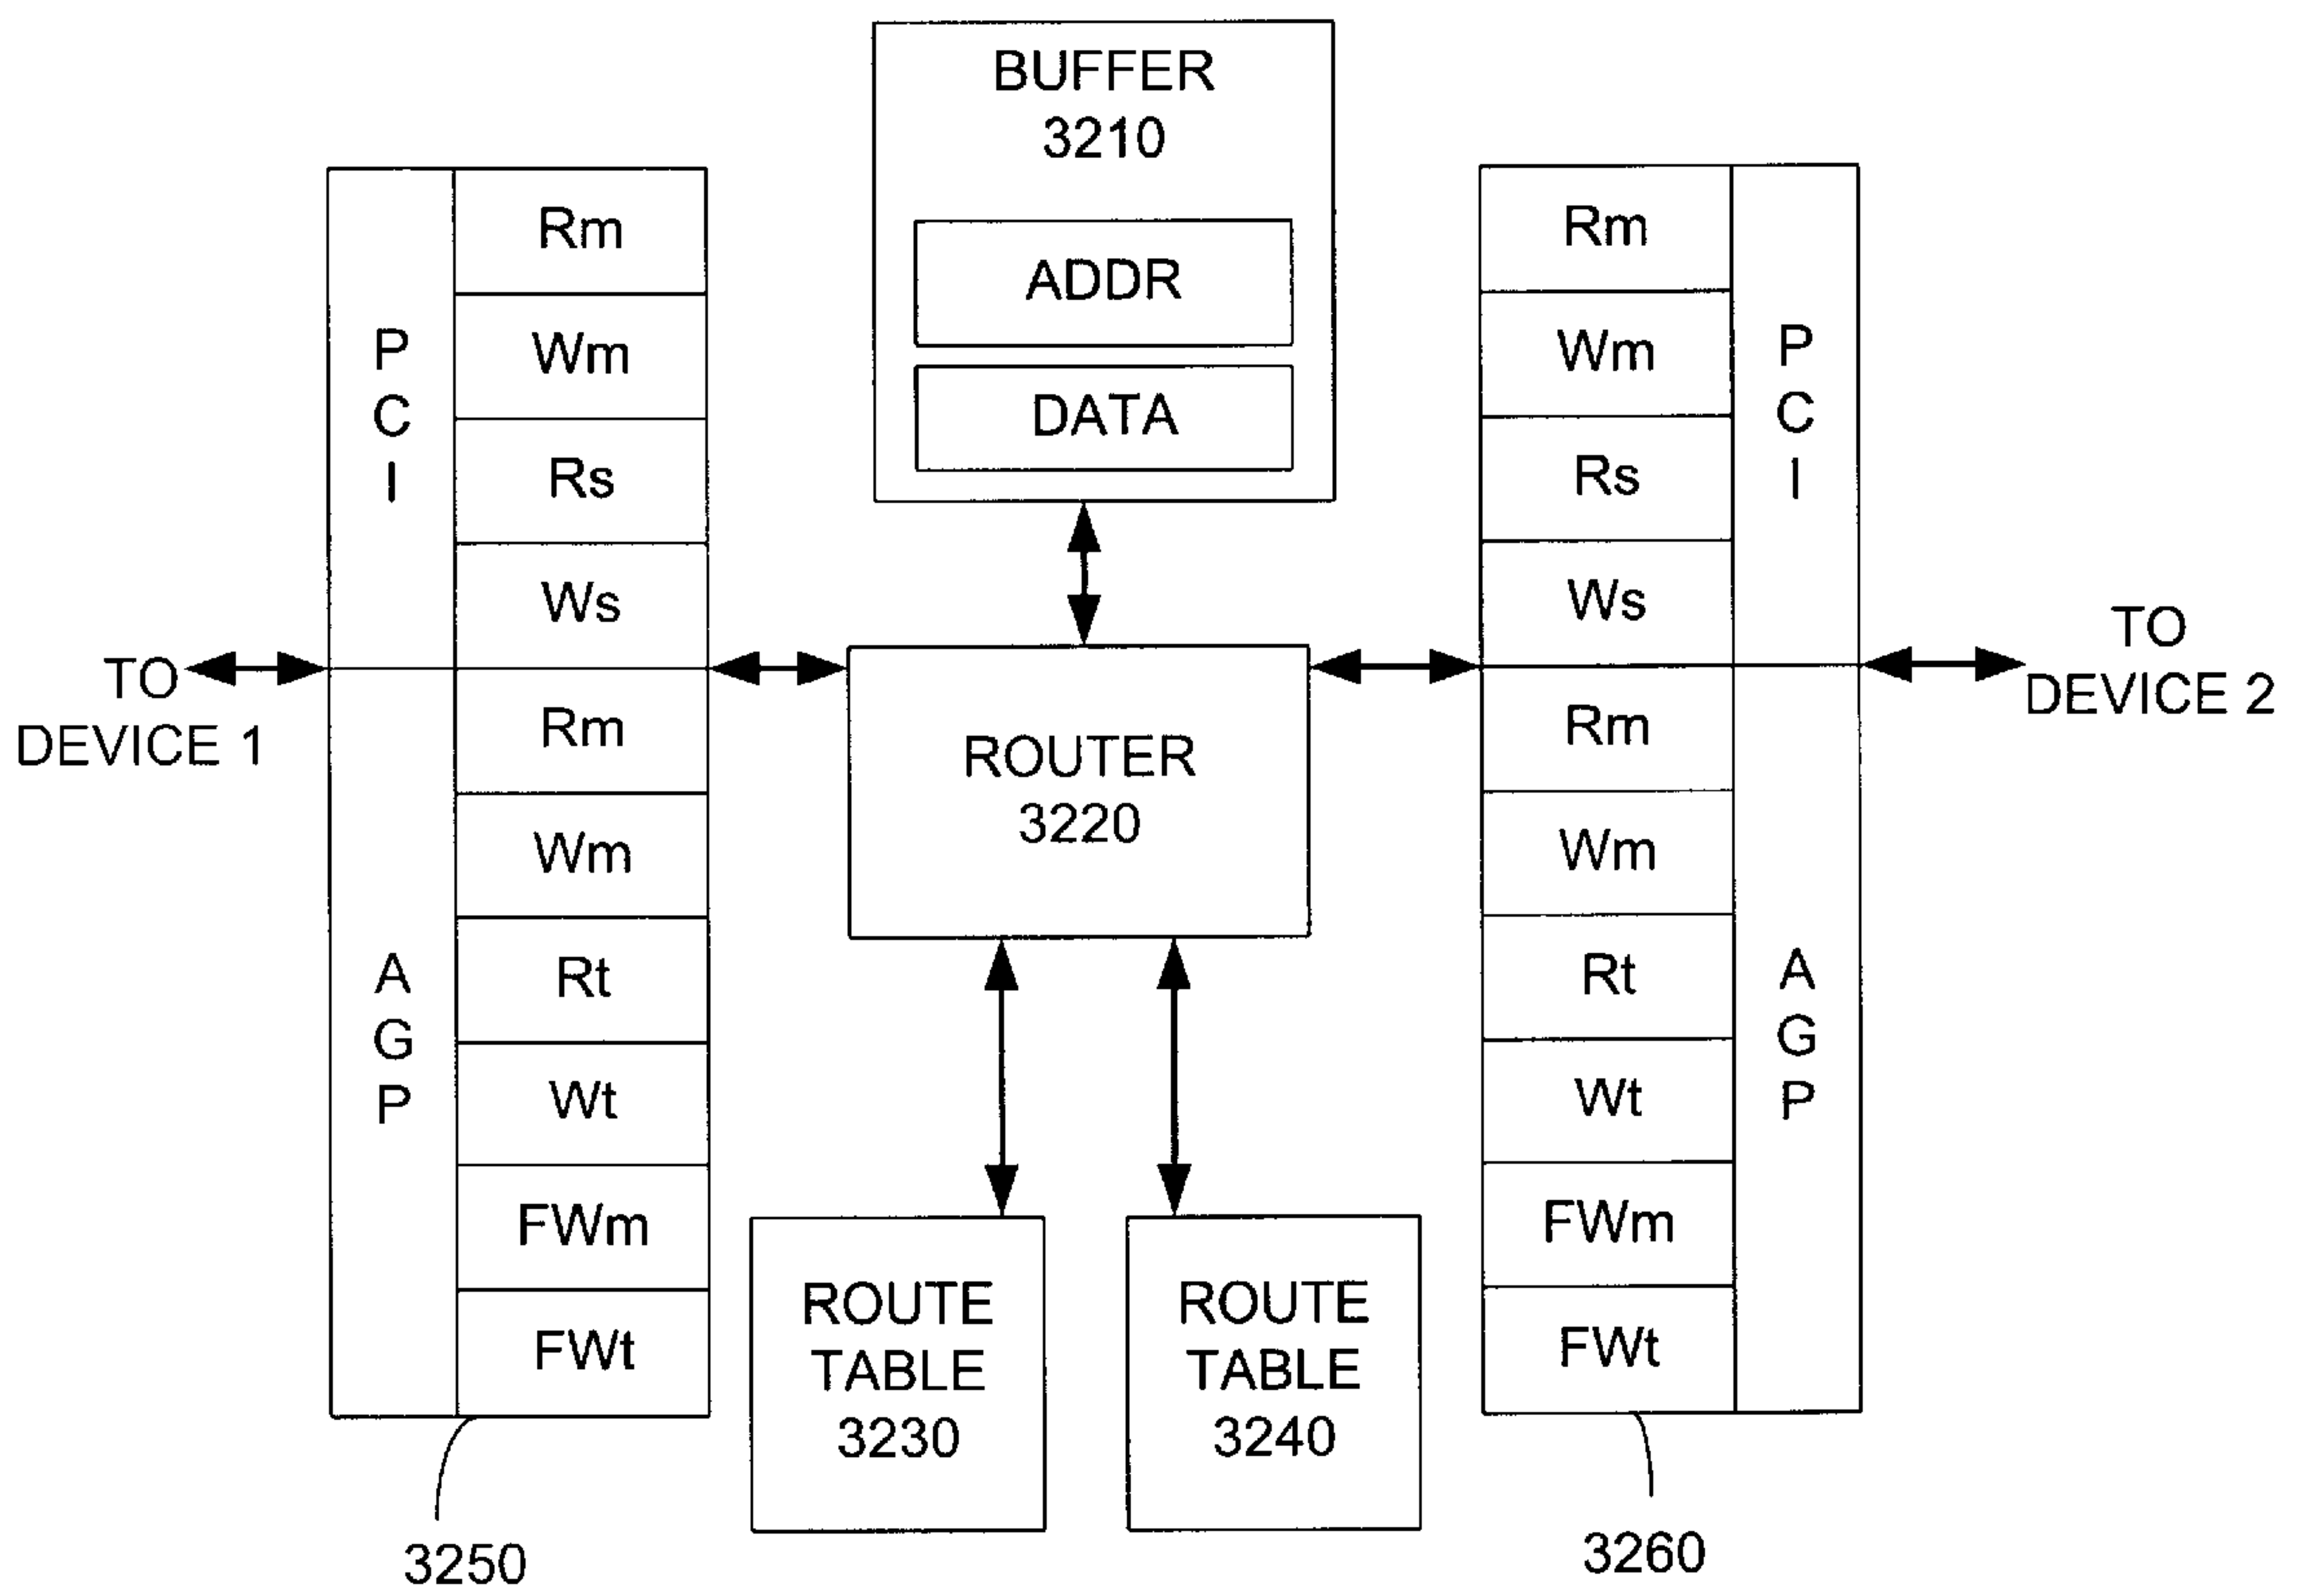 BUFFER
3210
ADDR
DATA
P
C
I
A
G
P
Rm
Wm
Rs
Ws
Rm
Wm
Rt
Wt
FWm
FWt
TO
DEVICE 1
ROUTER
3220
ROUTE
TABLE
3230
ROUTE
TABLE
3240
Rm
Wm
Rs
Ws
Rm
Wm
Rt
Wt
FWm
FWt
P
C
I
A
G
P
TO
DEVICE 2
3250
3260